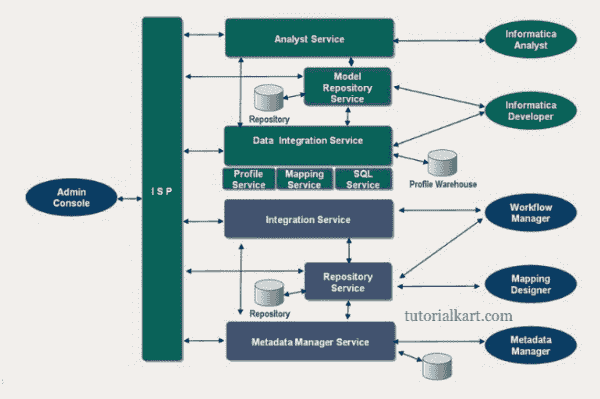 Analyst Service
Informatica
Analyst
Model
Repository
Service
Repository
Informatica
Developer
Data Integration Service
Profile
Service
Mapping
Service
SQL
Service
Profile Warehouse
Admin
Console
I S P
Integration Service
Workflow
Manager
Repository
Service
Repository
Mapping
Designer
tutorialkart.com
Metadata Manager Service
Metadata
Manager